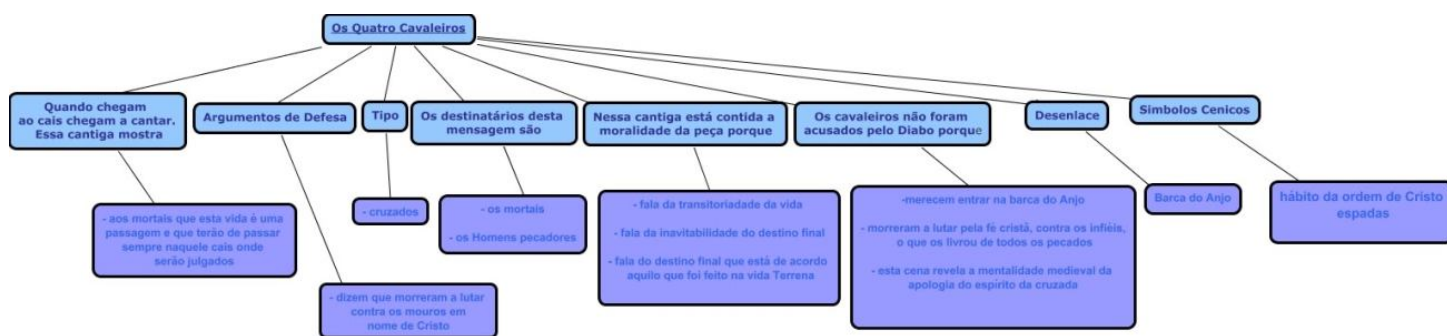 Os Quatro Cavaleiros
Quando chegam
ao cais chegam a cantar.
Essa cantiga mostra
Argumentos de Defesa
Tipo
Os destinatários desta
mensagem são
Nessa cantiga está contida a
moralidade da peça porque
Os cavaleiros não foram
acusados pelo Diabo porque
Desenlace
Simbolos Cenicos
- aos mortais que esta vida é uma
passagem e que terão de passar
sempre naquele cais onde
serão julgados
- dizem que morreram a lutar
contra os mouros em
nome de Cristo
- cruzados
- os mortais
- os Homens pecadores
- fala da transitoriadade da vida
- fala da inavitabilidade do destino final
- fala do destino final que está de acordo
aquilo que foi feito na vida Terrena
-merecem entrar na barca do Anjo
- morreram a lutar pela fé cristã, contra os infiéis,
o que os livrou de todos os pecados
- esta cena revela a mentalidade medieval da
apologia do espírito da cruzada
Barca do Anjo
hábito da ordem de Cristo
espadas